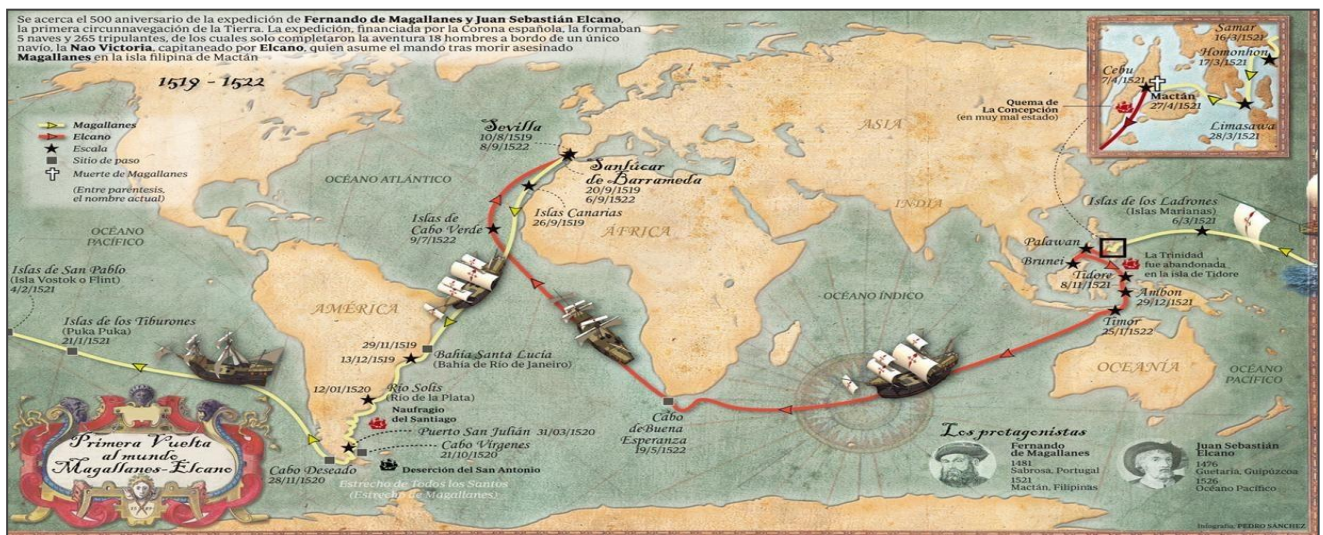 Se acerca el 500 aniversario de la expedición de Fernando de Magallanes y Juan Sebastián Elcano,
la primera circunnavegación de la Tierra. La expedición, financiada por la Corona española, la formaban
5 naves y 265 tripulantes, de los cuales solo completaron la aventura 18 hombres a bordo de un único
navío, la Nao Victoria, capitaneado por Elcano, quien asume el mando tras morir asesinado
Magallanes en la isla filipina de Mactán
1519 - 1522
Magallanes
Elcano
Escala
Sitio de paso
Muerte de Magallanes
(Entre paréntesis,
el nombre actual)
OCÉANO
PACÍFICO
Islas de San Pablo
(Isla Vostok o Flint)
4/2/1521
Islas de los Tiburones
(Puka Puka)
21/1/1521
Primera Vuelta
al mundo
Magallanes-Elcano
OCÉANO ATLÁNTICO
AMÉRICA
Sevilla
10/8/1519
8/9/1522
Sanlúcar
de Barrameda
20/9/1519
6/9/1522
Islas Canarias
26/9/1519
Islas de
Cabo Verde
9/7/1522
ÁFRICA
29/11/1519
13/12/1519
Bahía Santa Lucía
(Bahía de Río de Janeiro)
12/01/1520
Río Solís
(Río de la Plata)
Naufragio
del Santiago
Puerto San Julián 31/03/1520
Cabo Vírgenes
21/10/1520
Cabo Deseado
28/11/1520
Deserción del San Antonio
Estrecho de Todos los Santos
(Estrecho de Magallanes)
Cabo
de Buena
Esperanza
19/5/1522
ASIA
INDIA
OCÉANO ÍNDICO
Quema de
La Concepción
(en muy mal estado)
Samar
16/3/1521
Homonhon
17/3/1521
Cebu
7/4/1521
Mactán
27/4/1521
Limasawa
28/3/1521
Islas de los Ladrones
(Islas Marianas)
6/3/1521
Palawan
Brunei
La Trinidad
fue abandonada
en la isla de Tidore
Tidore
8/11/1521
Ambon
29/12/1521
Timor
25/1/1522
OCEANÍA
OCÉANO
PACÍFICO
Los protagonistas
Fernando
de Magallanes
1481
Sabrosa, Portugal
1521
Mactán, Filipinas
Juan Sebastián
Elcano
1476
Guetaria, Guipúzcoa
1526
Océano Pacífico
Infografía: PEDRO SÁNCHEZ